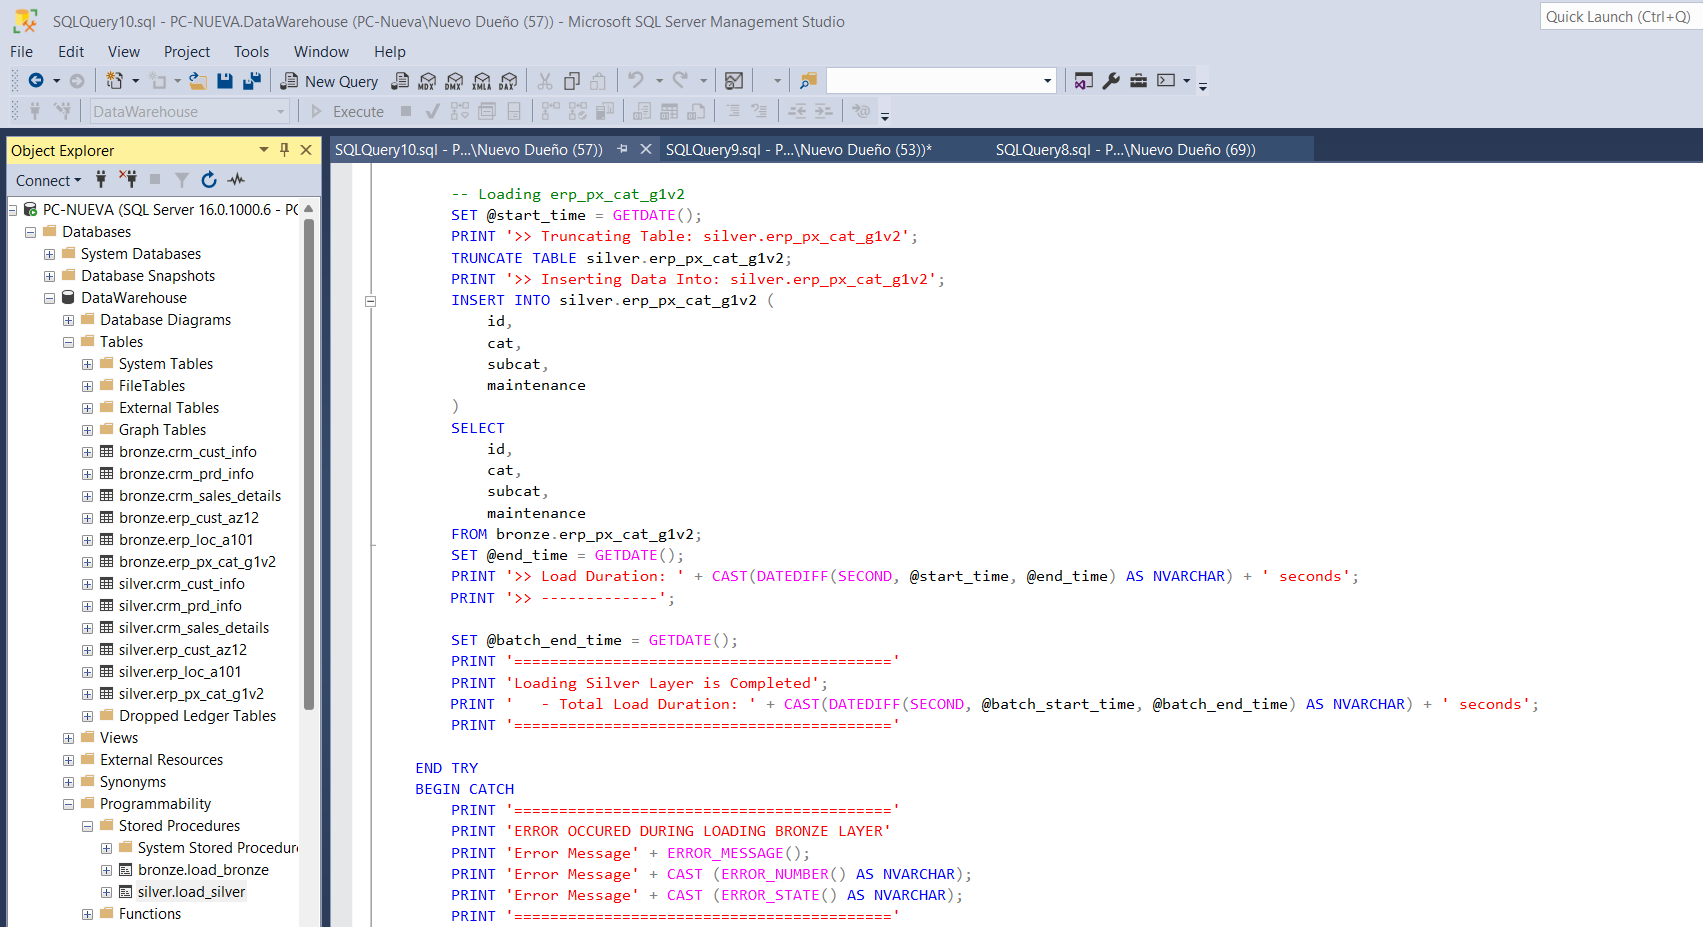 SQLQuery10.sql - PC-NUEVA.DataWarehouse (PC-Nueva\Nuevo Dueño (57)) - Microsoft SQL Server Management Studio
Quick Launch (Ctrl+Q)
File Edit View Project Tools Window Help
New Query MDX DMX XMLA DAX
DataWarehouse Execute
Object Explorer
Connect
PC-NUEVA (SQL Server 16.0.1000.6 - PC
Databases
System Databases
Database Snapshots
DataWarehouse
Database Diagrams
Tables
System Tables
FileTables
External Tables
Graph Tables
bronze.crm_cust_info
bronze.crm_prd_info
bronze.crm_sales_details
bronze.erp_cust_az12
bronze.erp_loc_a101
bronze.erp_px_cat_g1v2
silver.crm_cust_info
silver.crm_prd_info
silver.crm_sales_details
silver.erp_cust_az12
silver.erp_loc_a101
silver.erp_px_cat_g1v2
Dropped Ledger Tables
Views
External Resources
Synonyms
Programmability
Stored Procedures
System Stored Procedur
bronze.load_bronze
silver.load_silver
Functions
SQLQuery10.sql - P...\Nuevo Dueño (57)) SQLQuery9.sql - P...\Nuevo Dueño (53))* SQLQuery8.sql - P...\Nuevo Dueño (69))
-- Loading erp_px_cat_g1v2
SET @start_time = GETDATE();
PRINT '>> Truncating Table: silver.erp_px_cat_g1v2';
TRUNCATE TABLE silver.erp_px_cat_g1v2;
PRINT '>> Inserting Data Into: silver.erp_px_cat_g1v2';
INSERT INTO silver.erp_px_cat_g1v2 (
id,
cat,
subcat,
maintenance
)
SELECT
id,
cat,
subcat,
maintenance
FROM bronze.erp_px_cat_g1v2;
SET @end_time = GETDATE();
PRINT '>> Load Duration: ' + CAST(DATEDIFF(SECOND, @start_time, @end_time) AS NVARCHAR) + ' seconds';
PRINT '>> -------------';
SET @batch_end_time = GETDATE();
PRINT '=========================================='
PRINT 'Loading Silver Layer is Completed';
PRINT '   - Total Load Duration: ' + CAST(DATEDIFF(SECOND, @batch_start_time, @batch_end_time) AS NVARCHAR) + ' seconds';
PRINT '=========================================='
END TRY
BEGIN CATCH
PRINT '=========================================='
PRINT 'ERROR OCCURED DURING LOADING BRONZE LAYER'
PRINT 'Error Message' + ERROR_MESSAGE();
PRINT 'Error Message' + CAST (ERROR_NUMBER() AS NVARCHAR);
PRINT 'Error Message' + CAST (ERROR_STATE() AS NVARCHAR);
PRINT '=========================================='